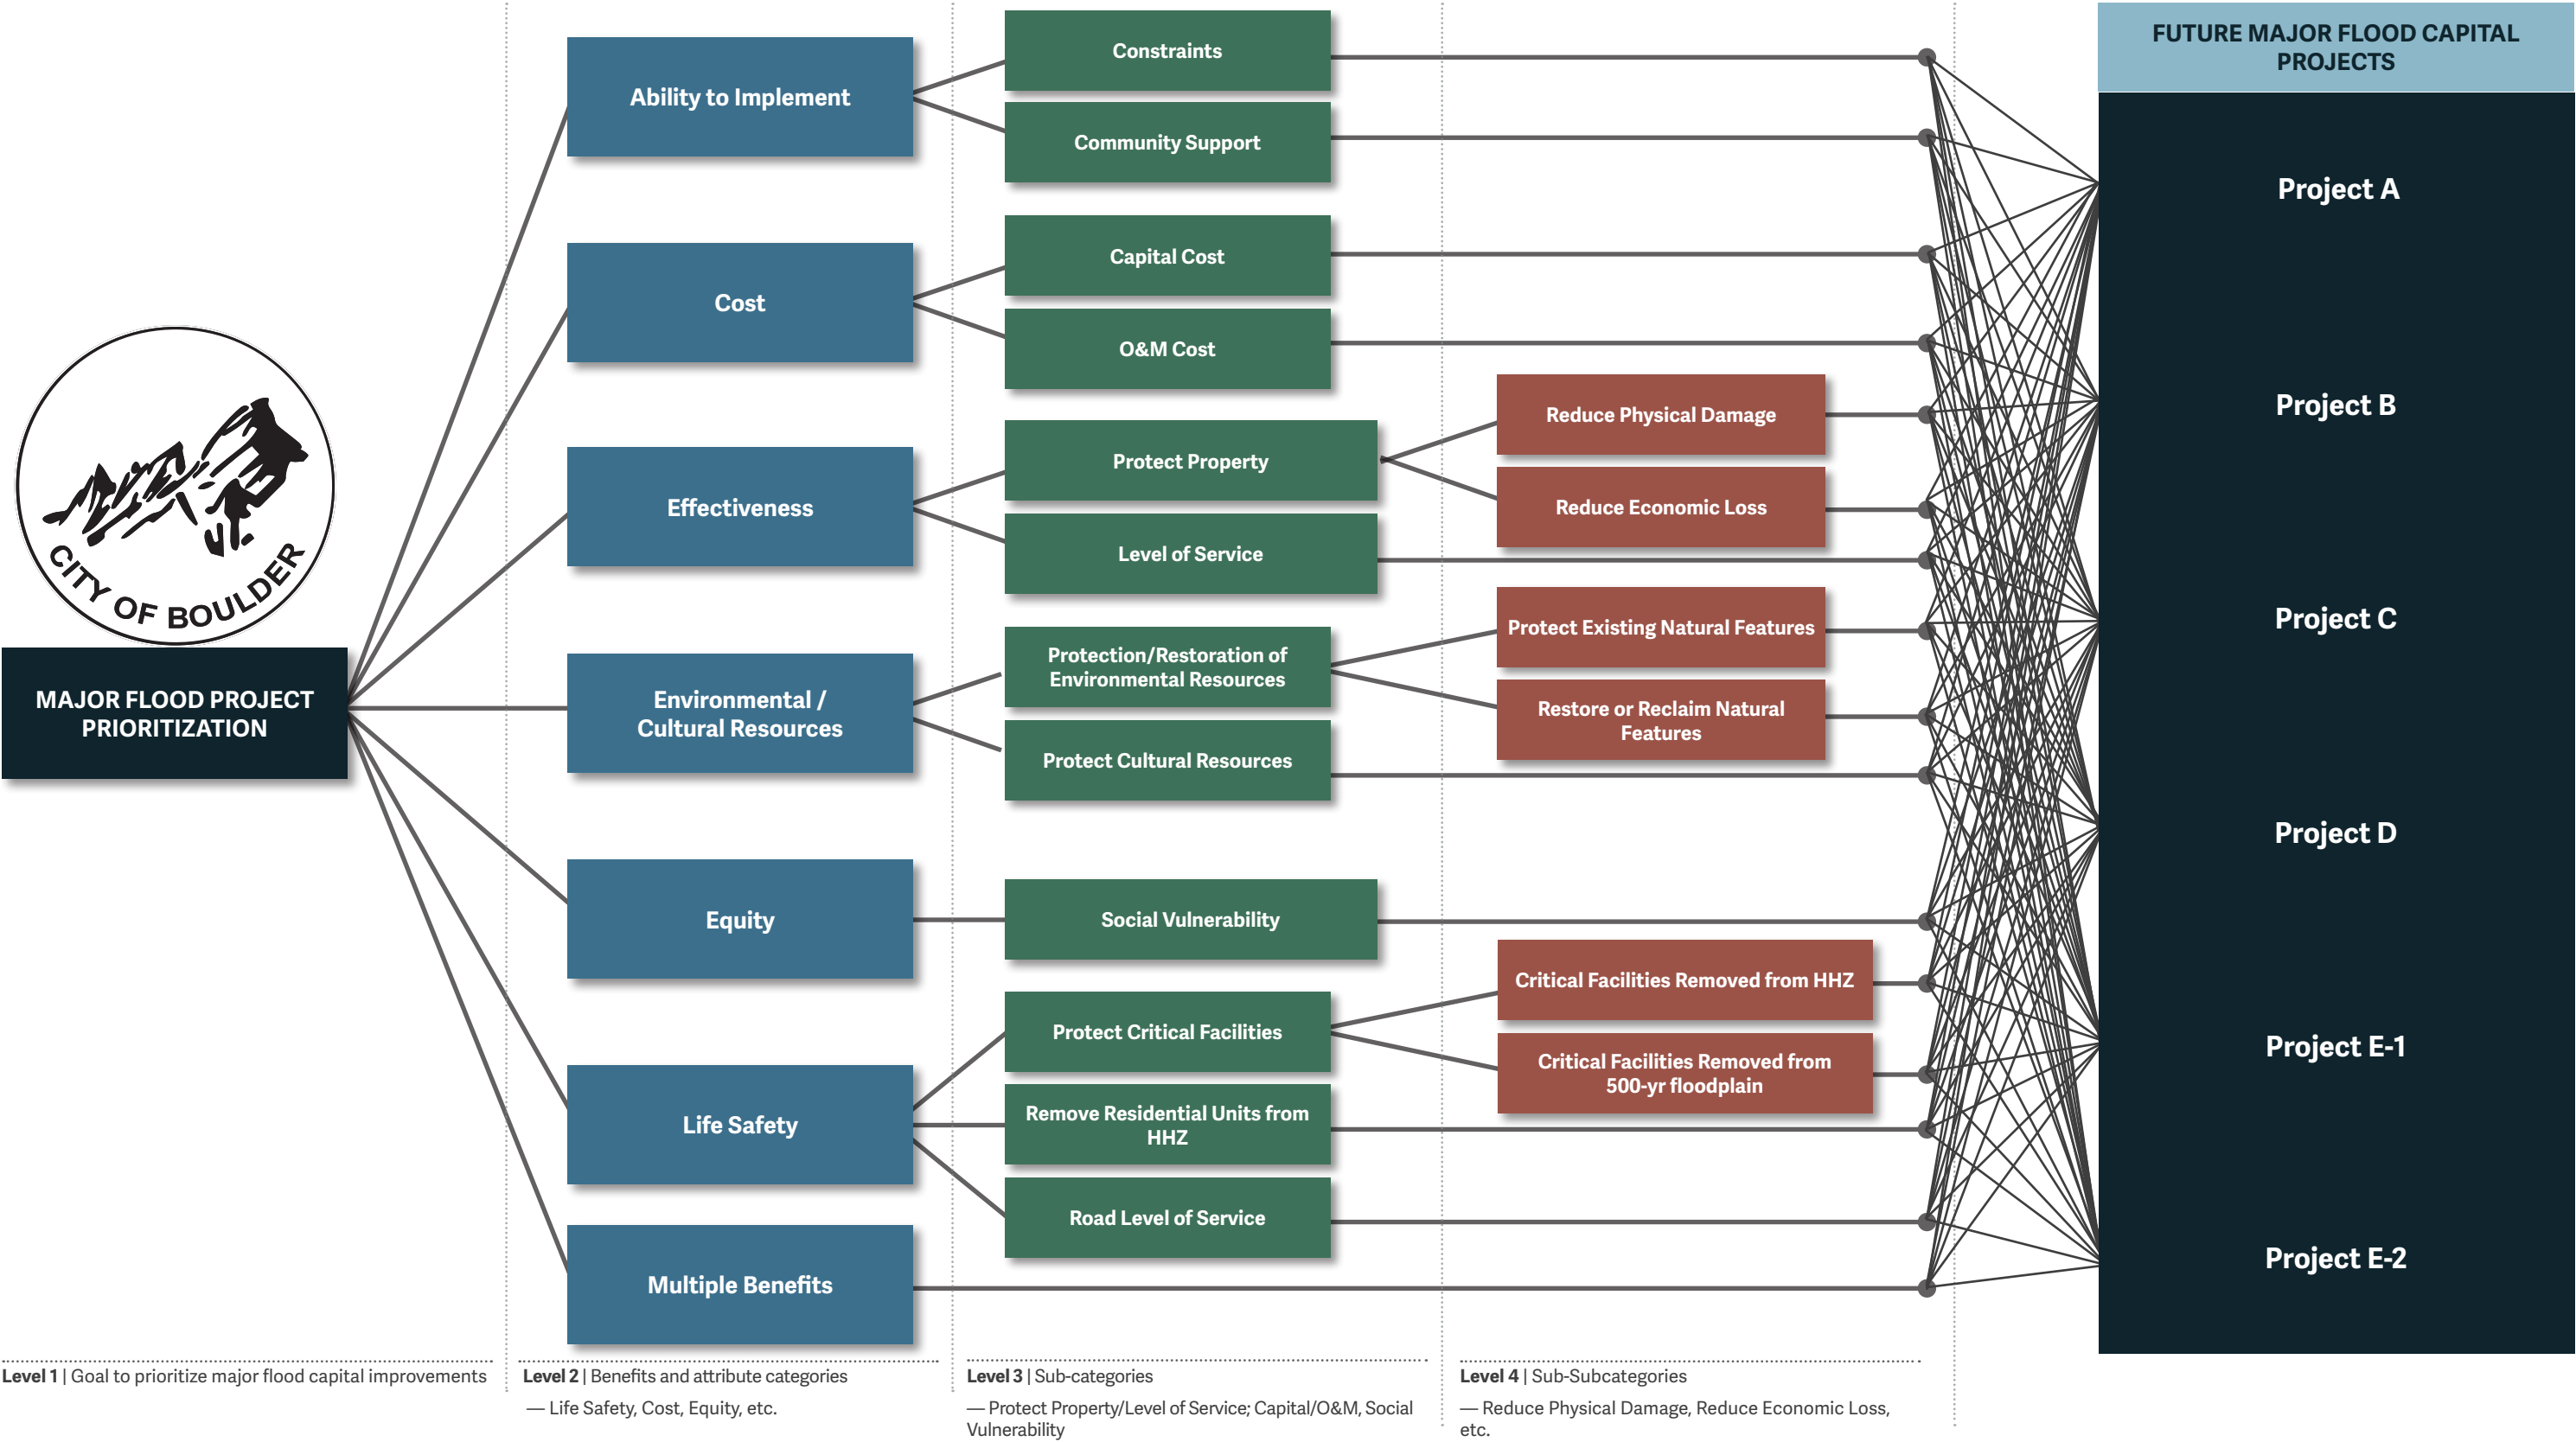 CITY OF BOULDER
MAJOR FLOOD PROJECT
PRIORITIZATION
Ability to Implement
Cost
Effectiveness
Environmental /
Cultural Resources
Equity
Life Safety
Multiple Benefits
Constraints
Community Support
Capital Cost
O&M Cost
Protect Property
Level of Service
Protection/Restoration of
Environmental Resources
Protect Cultural Resources
Social Vulnerability
Protect Critical Facilities
Remove Residential Units from
HHZ
Road Level of Service
Reduce Physical Damage
Reduce Economic Loss
Protect Existing Natural Features
Restore or Reclaim Natural
Features
Critical Facilities Removed from HHZ
Critical Facilities Removed from
500-yr floodplain
FUTURE MAJOR FLOOD CAPITAL
PROJECTS
Project A
Project B
Project C
Project D
Project E-1
Project E-2
Level 1 | Goal to prioritize major flood capital improvements
Level 2 | Benefits and attribute categories
— Life Safety, Cost, Equity, etc.
Level 3 | Sub-categories
— Protect Property/Level of Service; Capital/O&M, Social
Vulnerability
Level 4 | Sub-Subcategories
— Reduce Physical Damage, Reduce Economic Loss,
etc.